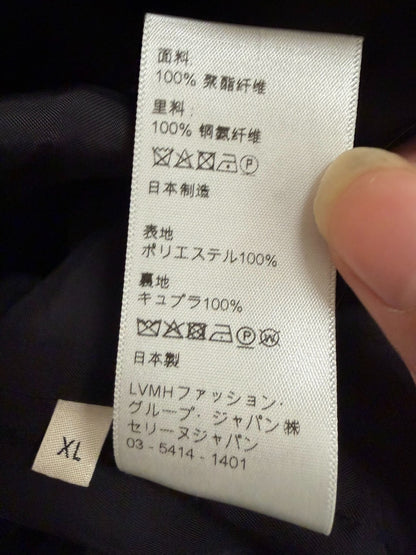 面料:
100% 聚酯纤维
里料:
100% 铜氨纤维
P
日本制造
表地
ポリエステル100%
裏地
キュプラ100%
P W
日本製
LVMHファッション・
グループ・ジャパン㈱
セリーヌジャパン
03-5414-1401
XL